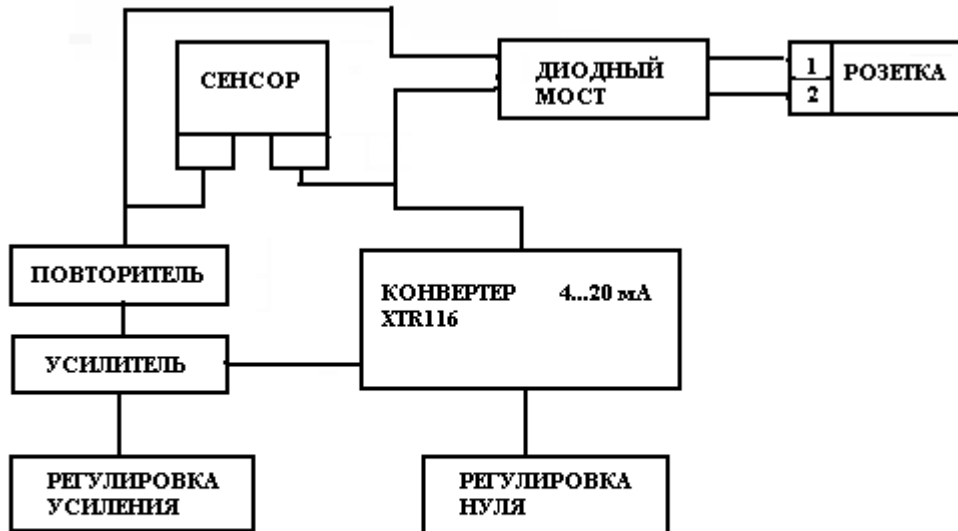 СЕНСОР
ДИОДНЫЙ
МОСТ
1
2
РОЗЕТКА
ПОВТОРИТЕЛЬ
КОНВЕРТЕР 4...20 мА
XTR116
УСИЛИТЕЛЬ
РЕГУЛИРОВКА
УСИЛЕНИЯ
РЕГУЛИРОВКА
НУЛЯ